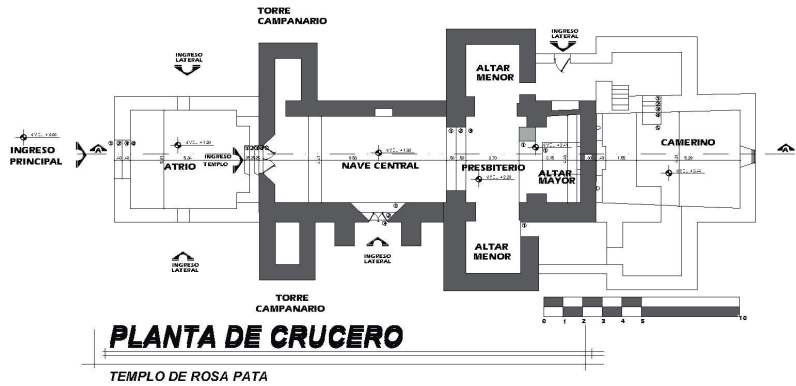 TORRE
CAMPANARIO
INGRESO
LATERAL
INGRESO
LATERAL
ALTAR
MENOR
INGRESO
PRINCIPAL
A
ATRIO
INGRESO
TEMPLO
NAVE CENTRAL
PRESBITERIO
ALTAR
MAYOR
CAMERINO
A
INGRESO
LATERAL
INGRESO
LATERAL
ALTAR
MENOR
TORRE
CAMPANARIO
0 1 2 3 4 5 10
PLANTA DE CRUCERO
TEMPLO DE ROSA PATA